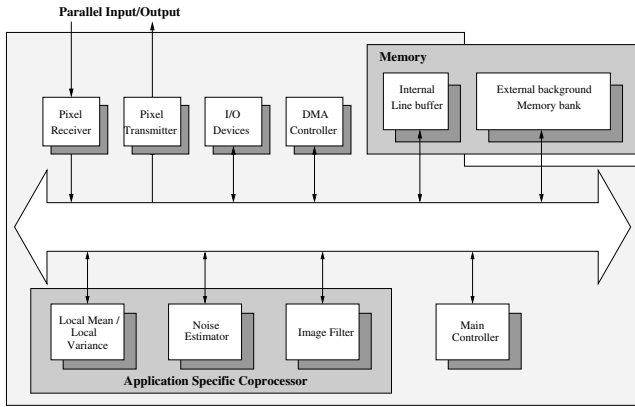 Parallel Input/Output
Memory
Pixel
Receiver
Pixel
Transmitter
I/O
Devices
DMA
Controller
Internal
Line buffer
External background
Memory bank
Local Mean /
Local
Variance
Noise
Estimator
Image Filter
Main
Controller
Application Specific Coprocessor